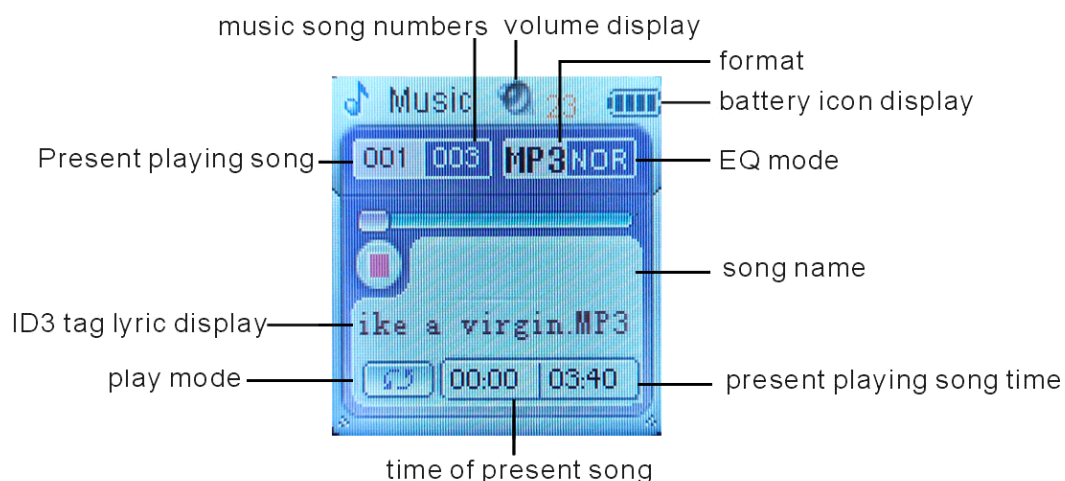 music song numbers volume display
format
Music 23
battery icon display
Present playing song
001 003 MP3 NOR
EQ mode
song name
ID3 tag lyric display
ike a virgin.MP3
play mode
00:00 03:40
present playing song time
time of present song